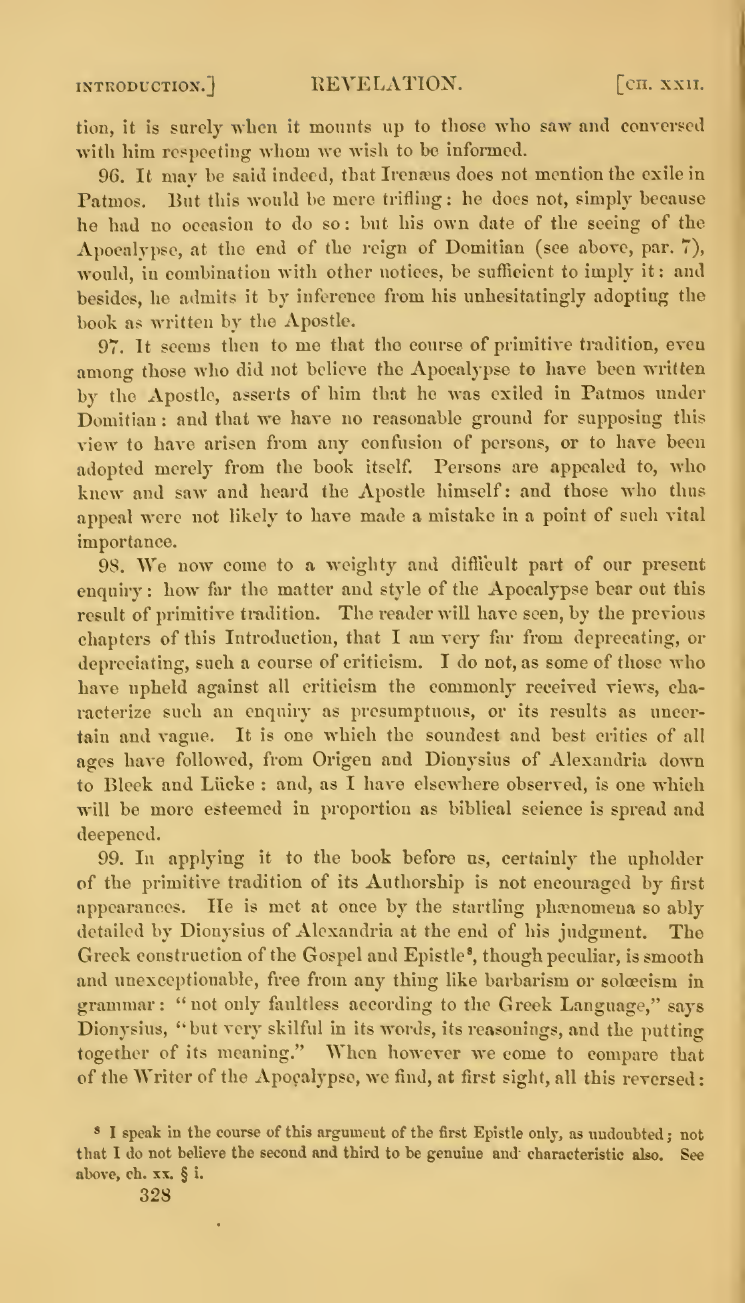 INTRODUCTION.] REVELATION. [CH. XXII.
tion, it is surely when it mounts up to those who saw and conversed
with him respecting whom we wish to be informed.
96. It may be said indeed, that Irenæus does not mention the exile in
Patmos. But this would be mere trifling: he does not, simply because
he had no occasion to do so: but his own date of the seeing of the
Apocalypse, at the end of the reign of Domitian (see above, par. 7),
would, in combination with other notices, be sufficient to imply it: and
besides, he admits it by inference from his unhesitatingly adopting the
book as written by the Apostle.
97. It seems then to me that the course of primitive tradition, even
among those who did not believe the Apocalypse to have been written
by the Apostle, asserts of him that he was exiled in Patmos under
Domitian: and that we have no reasonable ground for supposing this
view to have arisen from any confusion of persons, or to have been
adopted merely from the book itself. Persons are appealed to, who
knew and saw and heard the Apostle himself: and those who thus
appeal were not likely to have made a mistake in a point of such vital
importance.
98. We now come to a weighty and difficult part of our present
enquiry: how far the matter and style of the Apocalypse bear out this
result of primitive tradition. The reader will have seen, by the previous
chapters of this Introduction, that I am very far from deprecating, or
depreciating, such a course of criticism. I do not, as some of those who
have upheld against all criticism the commonly received views, cha-
racterize such an enquiry as presumptuous, or its results as uncer-
tain and vague. It is one which the soundest and best critics of all
ages have followed, from Origen and Dionysius of Alexandria down
to Bleek and Lücke: and, as I have elsewhere observed, is one which
will be more esteemed in proportion as biblical science is spread and
deepened.
99. In applying it to the book before us, certainly the upholder
of the primitive tradition of its Authorship is not encouraged by first
appearances. He is met at once by the startling phænomena so ably
detailed by Dionysius of Alexandria at the end of his judgment. The
Greek construction of the Gospel and Epistle⁸, though peculiar, is smooth
and unexceptionable, free from any thing like barbarism or solœcism in
grammar: “not only faultless according to the Greek Language,” says
Dionysius, “but very skilful in its words, its reasonings, and the putting
together of its meaning.” When however we come to compare that
of the Writer of the Apocalypse, we find, at first sight, all this reversed:
⁸ I speak in the course of this argument of the first Epistle only, as undoubted; not
that I do not believe the second and third to be genuine and characteristic also. See
above, ch. xx. § i.
328